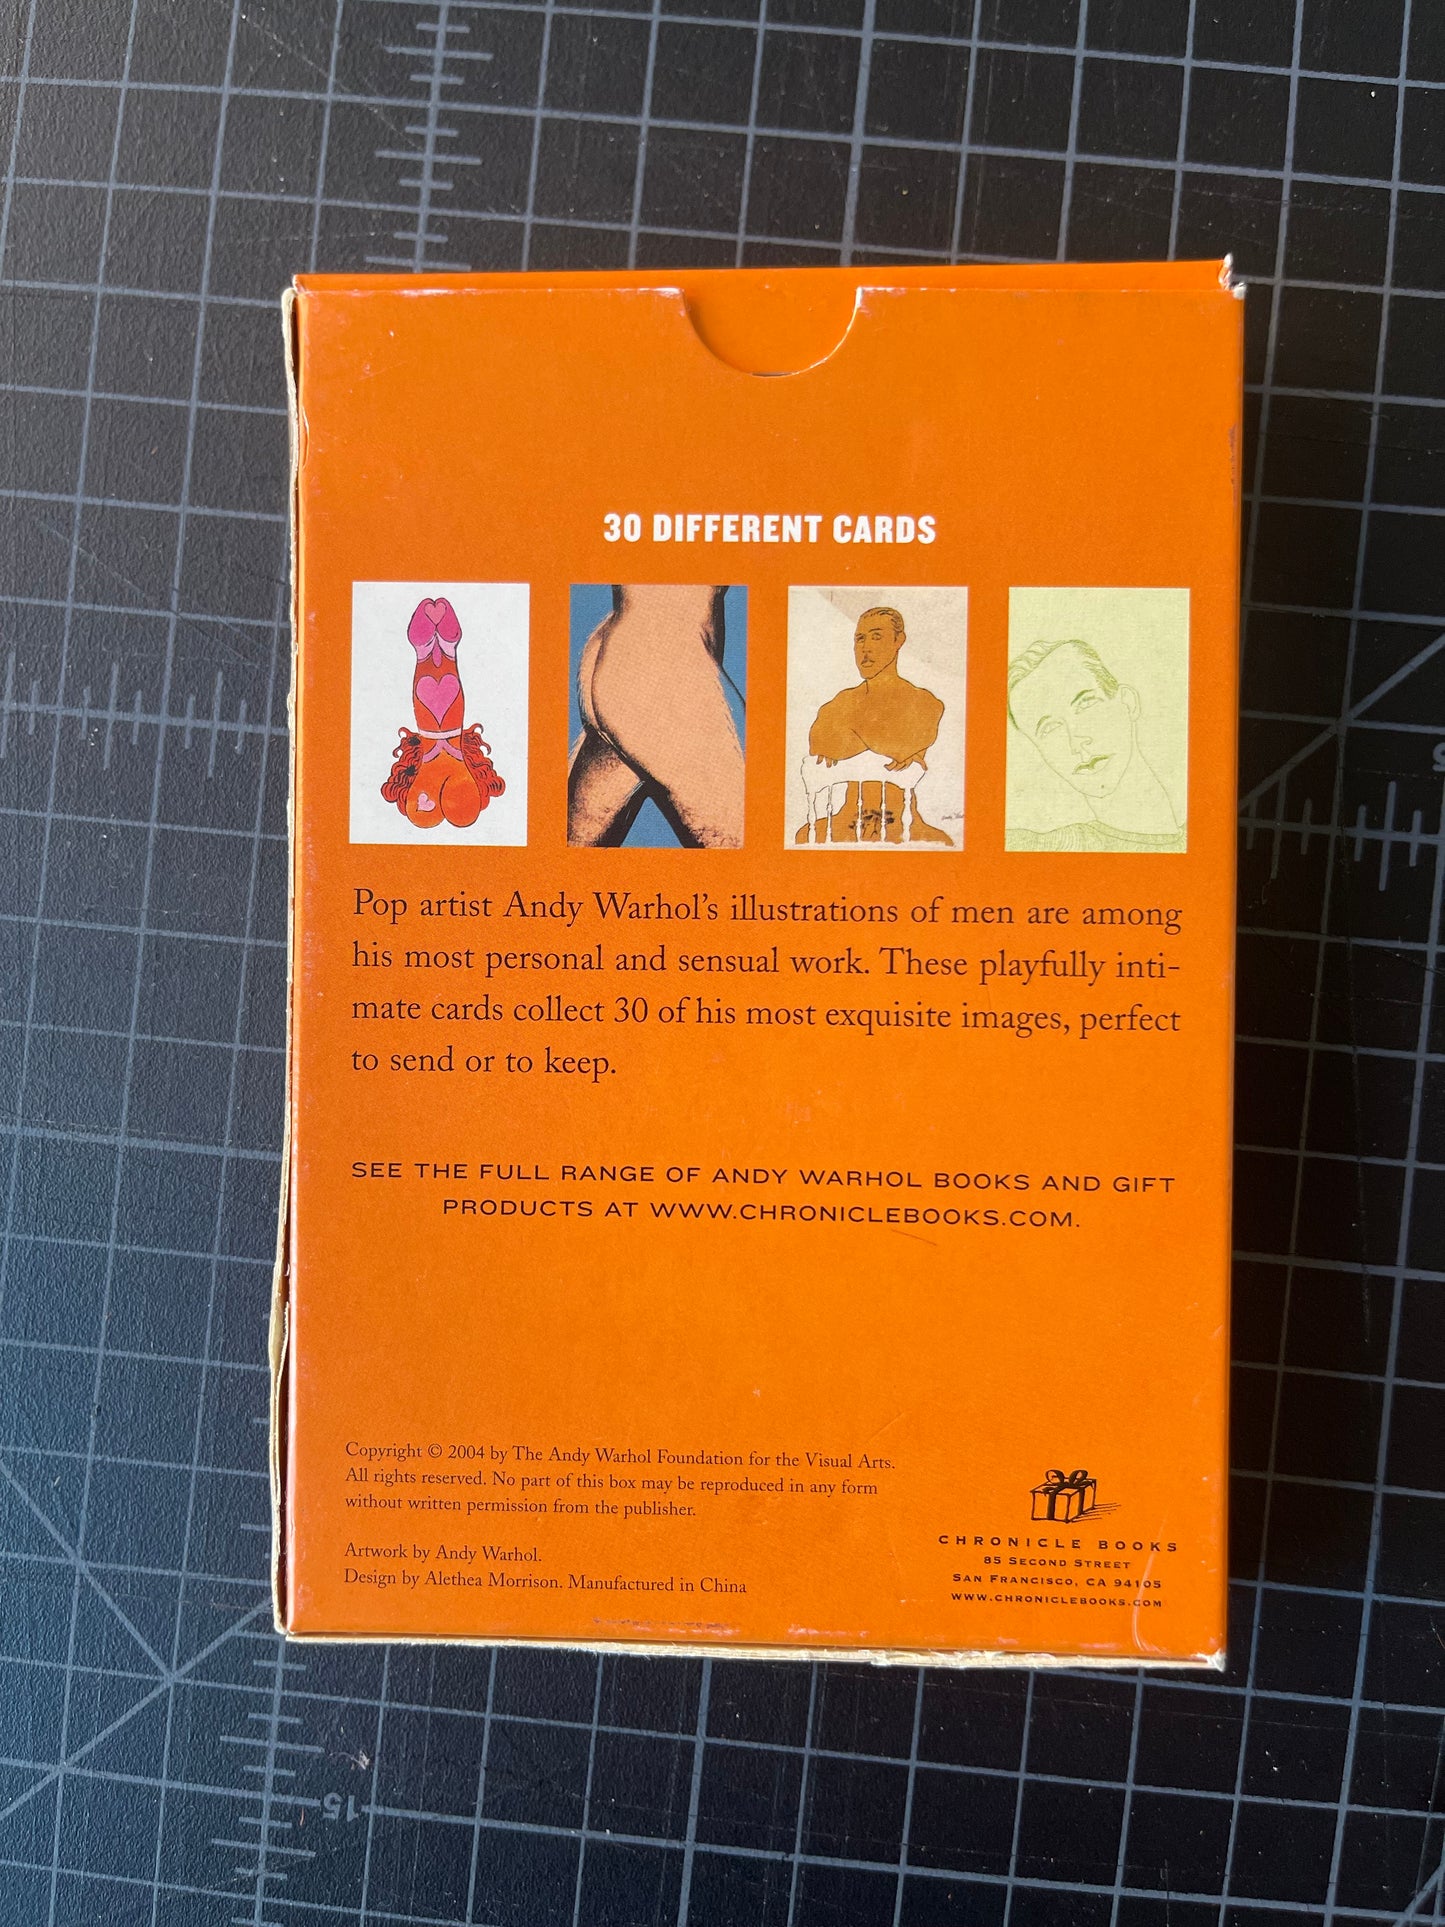 30 DIFFERENT CARDS
Pop artist Andy Warhol's illustrations of men are among
his most personal and sensual work. These playfully inti-
mate cards collect 30 of his most exquisite images, perfect
to send or to keep.
SEE THE FULL RANGE OF ANDY WARHOL BOOKS AND GIFT
PRODUCTS AT WWW.CHRONICLEBOOKS.COM.
Copyright © 2004 by The Andy Warhol Foundation for the Visual Arts.
All rights reserved. No part of this box may be reproduced in any form
without written permission from the publisher.
Artwork by Andy Warhol.
Design by Alethea Morrison. Manufactured in China
CHRONICLE BOOKS
85 SECOND STREET
SAN FRANCISCO, CA 94105
WWW.CHRONICLEBOOKS.COM
15